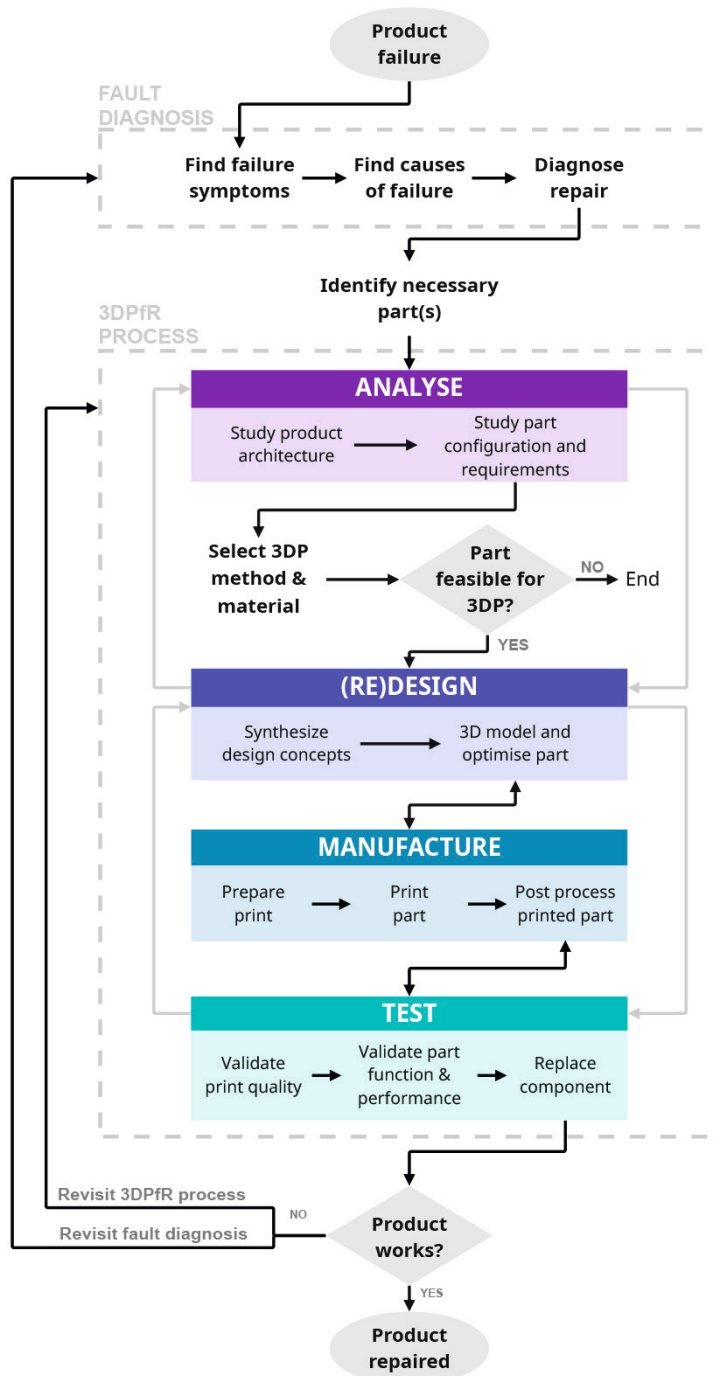 Product
failure
FAULT
DIAGNOSIS
Find failure
symptoms
Find causes
of failure
Diagnose
repair
Identify necessary
part(s)
3DPfR
PROCESS
ANALYSE
Study product
architecture
Study part
configuration and
requirements
Select 3DP
method &
material
Part
feasible for
3DP?
NO
End
YES
(RE)DESIGN
Synthesize
design concepts
3D model and
optimise part
MANUFACTURE
Prepare
print
Print
part
Post process
printed part
TEST
Validate
print quality
Validate part
function &
performance
Replace
component
Revisit 3DPfR process
NO
Revisit fault diagnosis
Product
works?
YES
Product
repaired